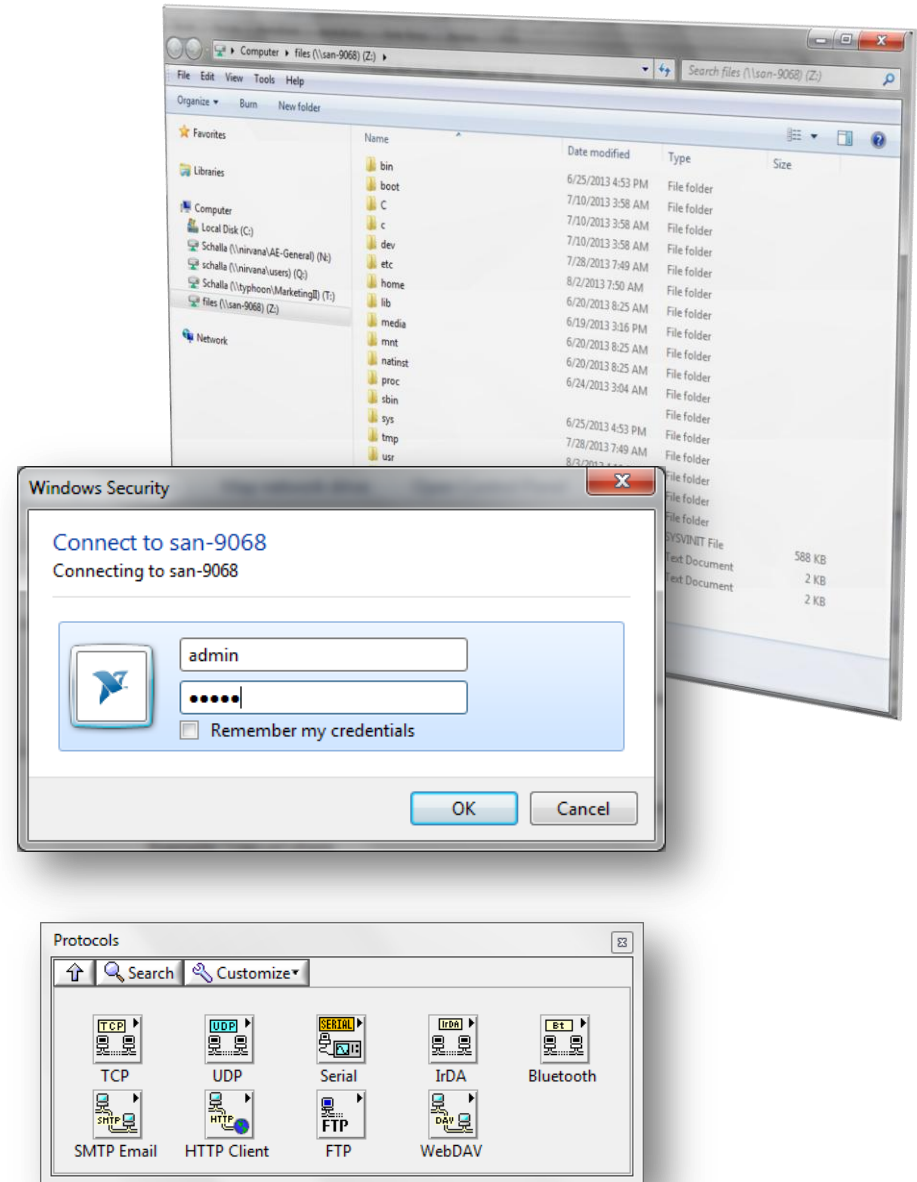 Computer ▸ files (\\san-9068) (Z:) ▸
Search files (\\san-9068) (Z:)
File Edit View Tools Help
Organize ▾ Burn New folder
Favorites
Libraries
Computer
Local Disk (C:)
Schalla (\\nirvana\AE-General) (N:)
schalla (\\nirvana\users) (Q:)
Schalla (\\typhoon\MarketingII) (T:)
files (\\san-9068) (Z:)
Network
Name Date modified Type Size
bin 6/25/2013 4:53 PM File folder
boot 7/10/2013 3:58 AM File folder
C 7/10/2013 3:58 AM File folder
c 7/10/2013 3:58 AM File folder
dev 7/28/2013 7:49 AM File folder
etc 8/2/2013 7:50 AM File folder
home 6/20/2013 8:25 AM File folder
lib 6/19/2013 3:16 PM File folder
media 6/20/2013 8:25 AM File folder
mnt 6/20/2013 8:25 AM File folder
natinst 6/24/2013 3:04 AM File folder
proc File folder
sbin 6/25/2013 4:53 PM File folder
sys 7/28/2013 7:49 AM File folder
tmp File folder
usr File folder
File folder
SYSVINIT File 588 KB
Text Document 2 KB
Text Document 2 KB
Windows Security
Connect to san-9068
Connecting to san-9068
admin
●●●●●
Remember my credentials
OK Cancel
Protocols
Search Customize▾
TCP
TCP
UDP
UDP
SERIAL
Serial
IrDA
IrDA
Bt
Bluetooth
SMTP
SMTP Email
HTTP
HTTP Client
FTP
FTP
DAV
WebDAV